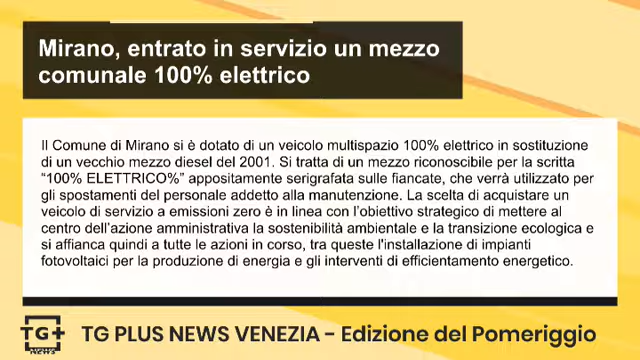 Mirano, entrato in servizio un mezzo
comunale 100% elettrico
Il Comune di Mirano si è dotato di un veicolo multispazio 100% elettrico in sostituzione
di un vecchio mezzo diesel del 2001. Si tratta di un mezzo riconoscibile per la scritta
“100% ELETTRICO%” appositamente serigrafata sulle fiancate, che verrà utilizzato per
gli spostamenti del personale addetto alla manutenzione. La scelta di acquistare un
veicolo di servizio a emissioni zero è in linea con l’obiettivo strategico di mettere al
centro dell’azione amministrativa la sostenibilità ambientale e la transizione ecologica e
si affianca quindi a tutte le azioni in corso, tra queste l'installazione di impianti
fotovoltaici per la produzione di energia e gli interventi di efficientamento energetico.
TG+
NEWS
TG PLUS NEWS VENEZIA - Edizione del Pomeriggio